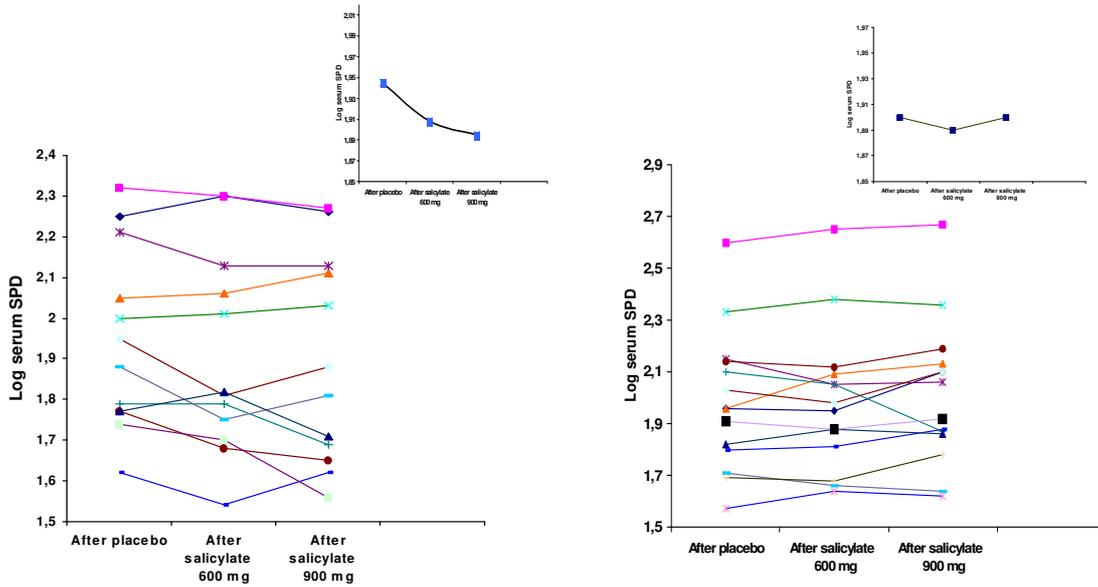 2,01
1,99
1,97
1,95
1,93
1,91
1,89
1,87
1,85
Log serum SPD
After placebo
After salicylate
600 mg
After salicylate
900 mg
2,4
2,3
2,2
2,1
2
1,9
1,8
1,7
1,6
1,5
Log serum SPD
After placebo
After
salicylate
600 mg
After
salicylate
900 mg
1,97
1,95
1,93
1,91
1,89
1,87
1,85
Log serum SPD
After placebo
After salicylate
600 mg
After salicylate
900 mg
2,9
2,7
2,5
2,3
2,1
1,9
1,7
1,5
Log serum SPD
After placebo
After salicylate
600 mg
After salicylate
900 mg